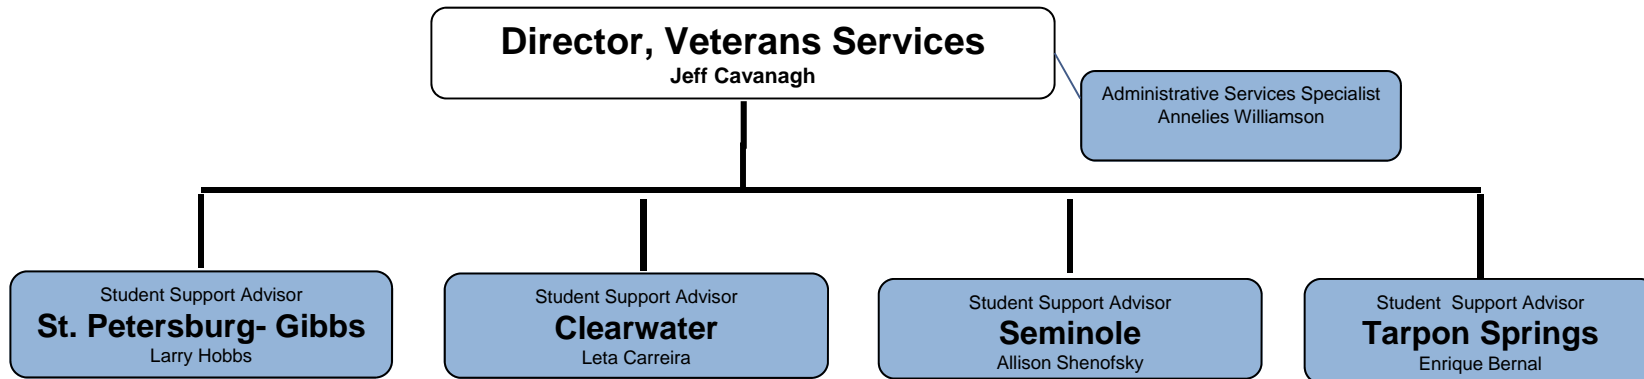 Director, Veterans Services
Jeff Cavanagh
Administrative Services Specialist
Annelies Williamson
Student Support Advisor
St. Petersburg- Gibbs
Larry Hobbs
Student Support Advisor
Clearwater
Leta Carreira
Student Support Advisor
Seminole
Allison Shenofsky
Student  Support Advisor
Tarpon Springs
Enrique Bernal